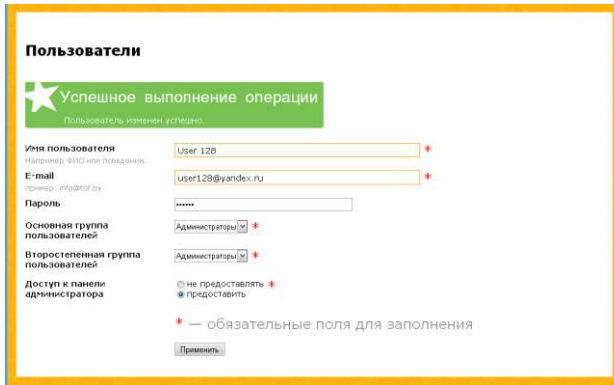 Пользователи
Успешное выполнение операции
Пользователь изменен успешно.
Имя пользователя
Например ФИО или псевдоним.
User 128 *
E-mail
пример: info@tof.by
user128@yandex.ru *
Пароль
••••••
Основная группа
пользователей
Администраторы *
Второстепенная группа
пользователей
Администраторы *
Доступ к панели
администратора
не предоставлять *
предоставить
* — обязательные поля для заполнения
Применить